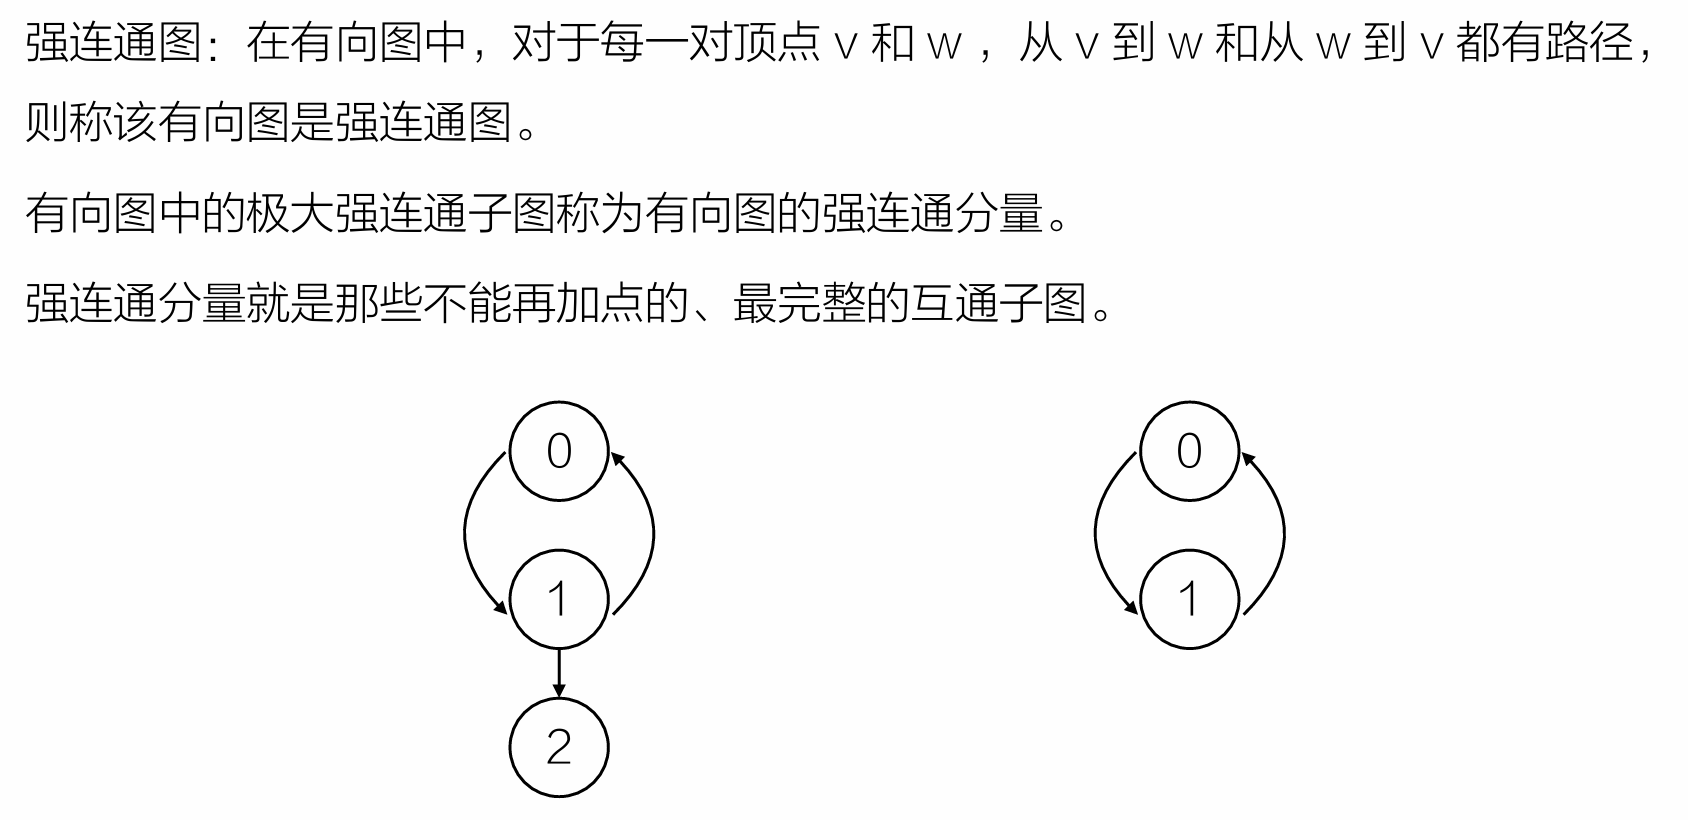 强连通图：在有向图中，对于每一对顶点 v 和 w ，从 v 到 w 和从 w 到 v 都有路径，
则称该有向图是强连通图。
有向图中的极大强连通子图称为有向图的强连通分量。
强连通分量就是那些不能再加点的、最完整的互通子图。
0
0
1
1
2